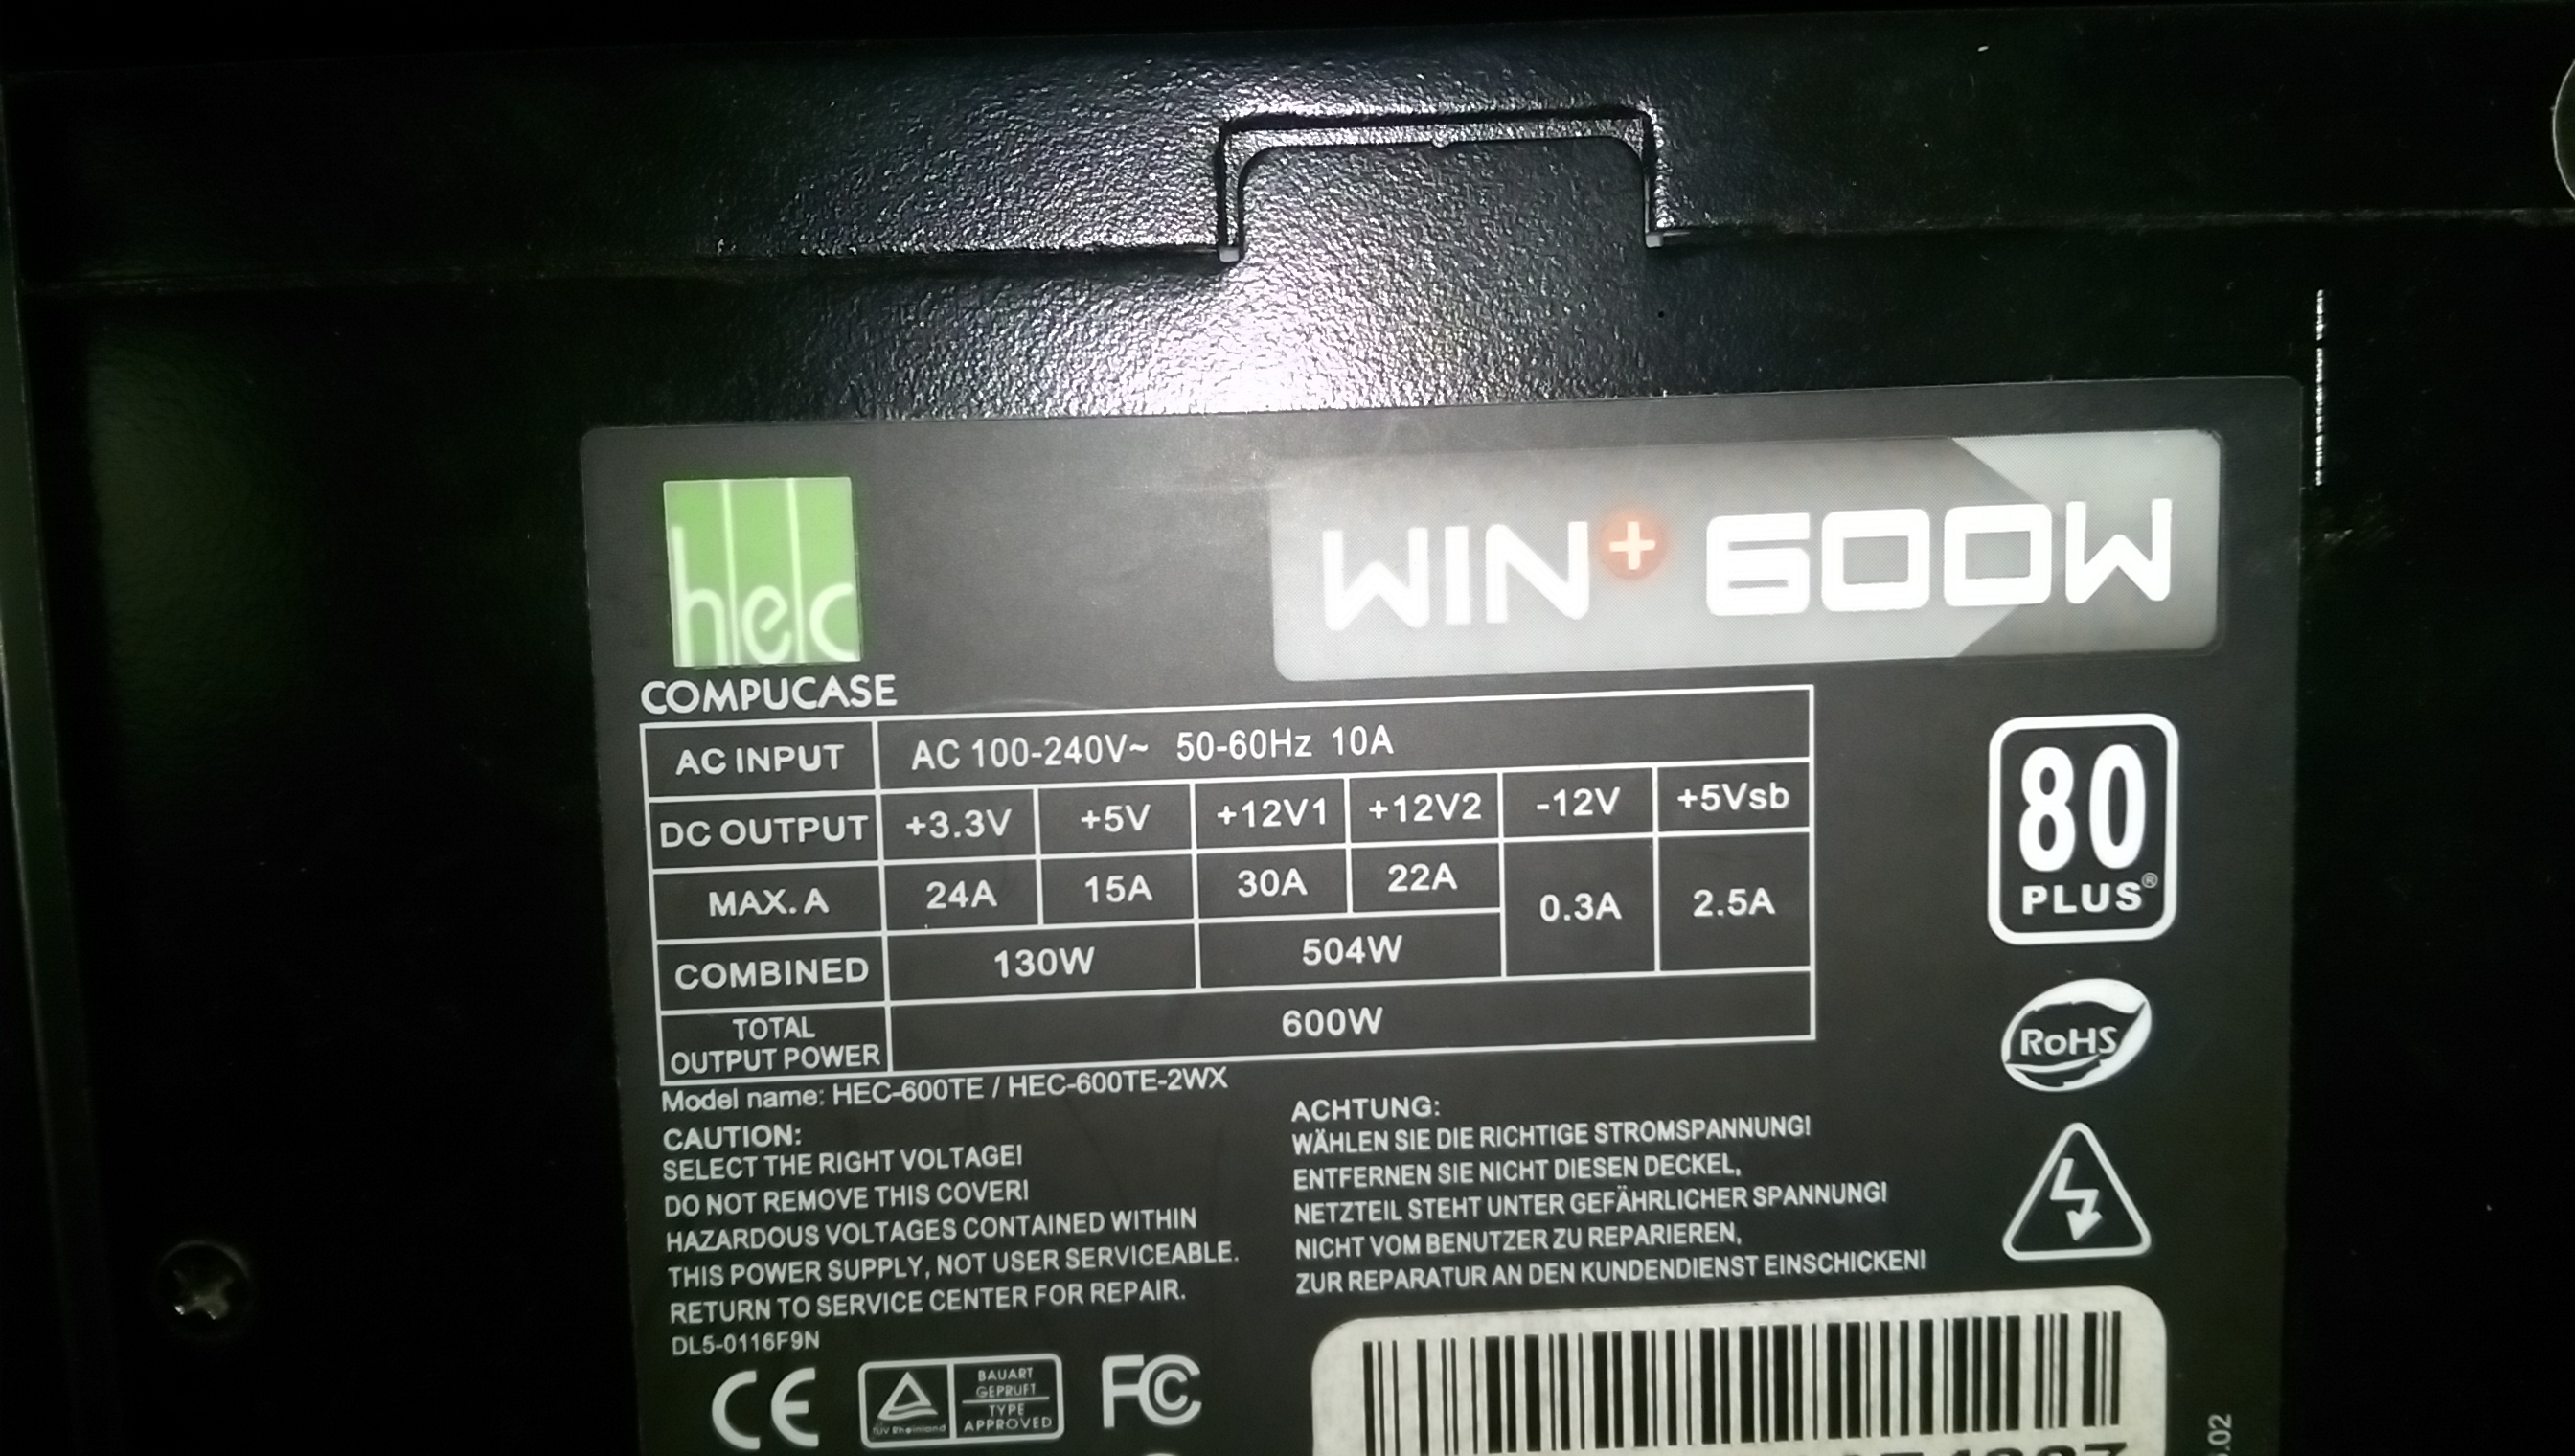 hec
WIN+ 600W
COMPUCASE
AC INPUT AC 100-240V~ 50-60Hz 10A
DC OUTPUT +3.3V +5V +12V1 +12V2 -12V +5Vsb
MAX. A 24A 15A 30A 22A 0.3A 2.5A
COMBINED 130W 504W
TOTAL
OUTPUT POWER 600W
80
PLUS®
RoHS
Model name: HEC-600TE / HEC-600TE-2WX
CAUTION:
SELECT THE RIGHT VOLTAGE!
DO NOT REMOVE THIS COVER!
HAZARDOUS VOLTAGES CONTAINED WITHIN
THIS POWER SUPPLY, NOT USER SERVICEABLE.
RETURN TO SERVICE CENTER FOR REPAIR.
DL5-0116F9N
ACHTUNG:
WÄHLEN SIE DIE RICHTIGE STROMSPANNUNG!
ENTFERNEN SIE NICHT DIESEN DECKEL,
NETZTEIL STEHT UNTER GEFÄHRLICHER SPANNUNG!
NICHT VOM BENUTZER ZU REPARIEREN,
ZUR REPARATUR AN DEN KUNDENDIENST EINSCHICKEN!
CE
TÜV Rheinland
BAUART
GEPRÜFT
TYPE
APPROVED
FC